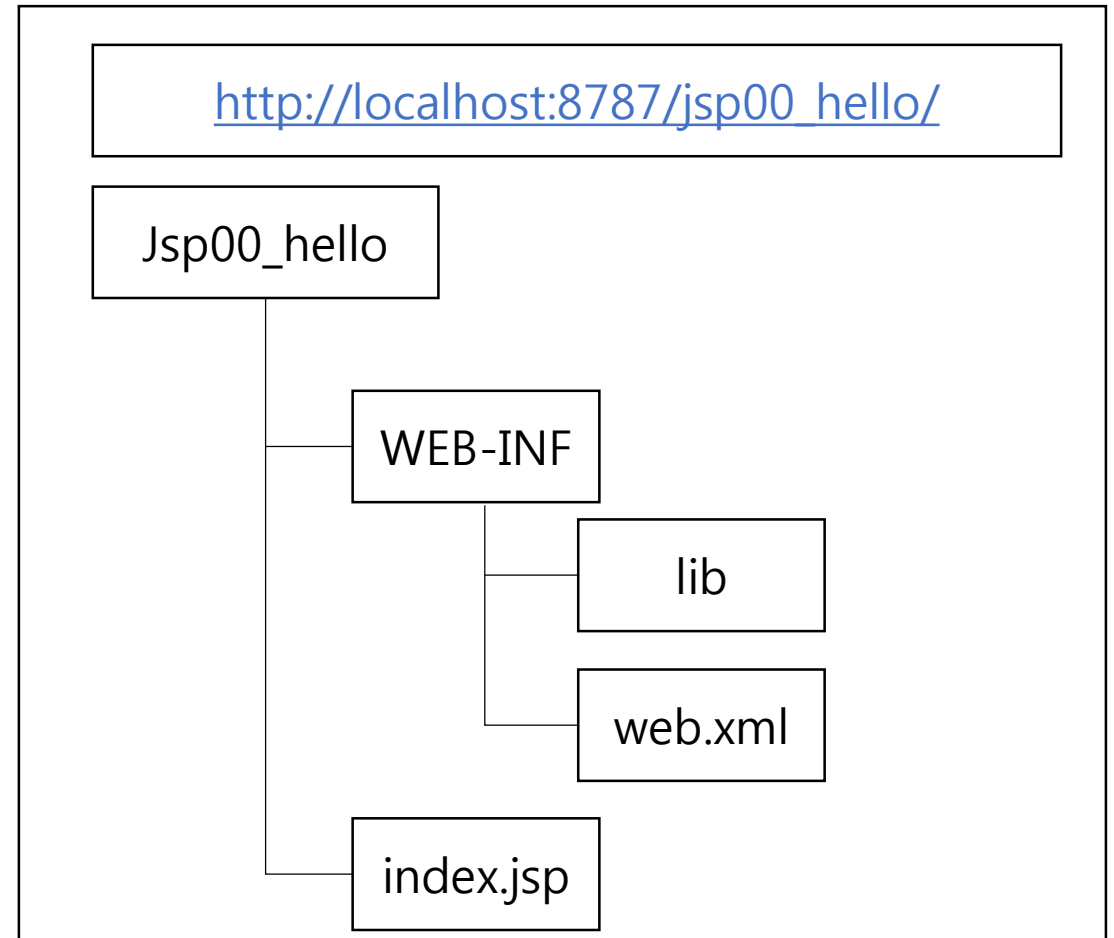 http://localhost:8787/jsp00_hello/
Jsp00_hello
WEB-INF
lib
web.xml
index.jsp